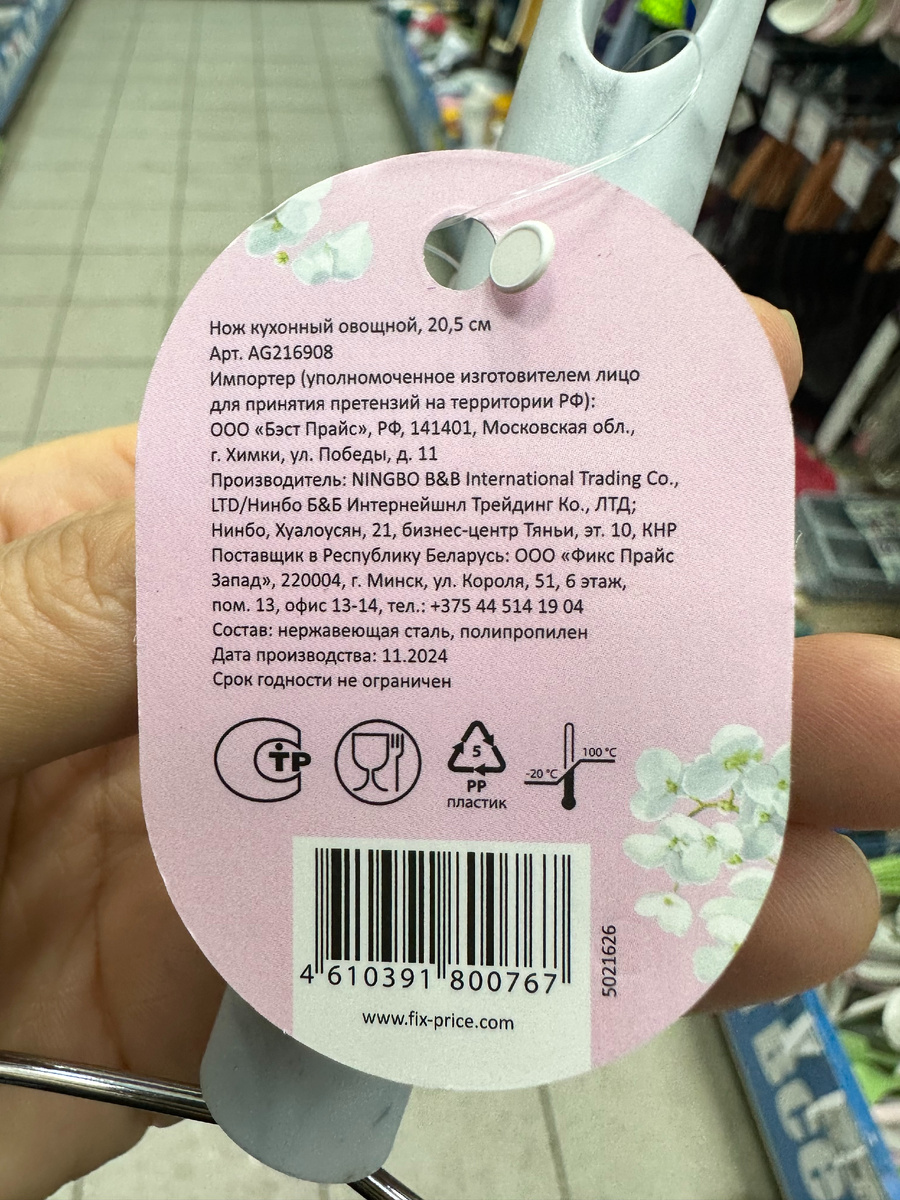 Нож кухонный овощной, 20,5 см
Арт. AG216908
Импортер (уполномоченное изготовителем лицо
для принятия претензий на территории РФ):
ООО «Бэст Прайс», РФ, 141401, Московская обл.,
г. Химки, ул. Победы, д. 11
Производитель: NINGBO B&B International Trading Co.,
LTD/Нинбо Б&Б Интернейшнл Трейдинг Ко., ЛТД;
Нинбо, Хуалоусян, 21, бизнес-центр Тяньи, эт. 10, КНР
Поставщик в Республику Беларусь: ООО «Фикс Прайс
Запад», 220004, г. Минск, ул. Короля, 51, 6 этаж,
пом. 13, офис 13-14, тел.: +375 44 514 19 04
Состав: нержавеющая сталь, полипропилен
Дата производства: 11.2024
Срок годности не ограничен
СТР
5
PP
пластик
-20 °C
100 °C
4 610391 800767
5021626
www.fix-price.com